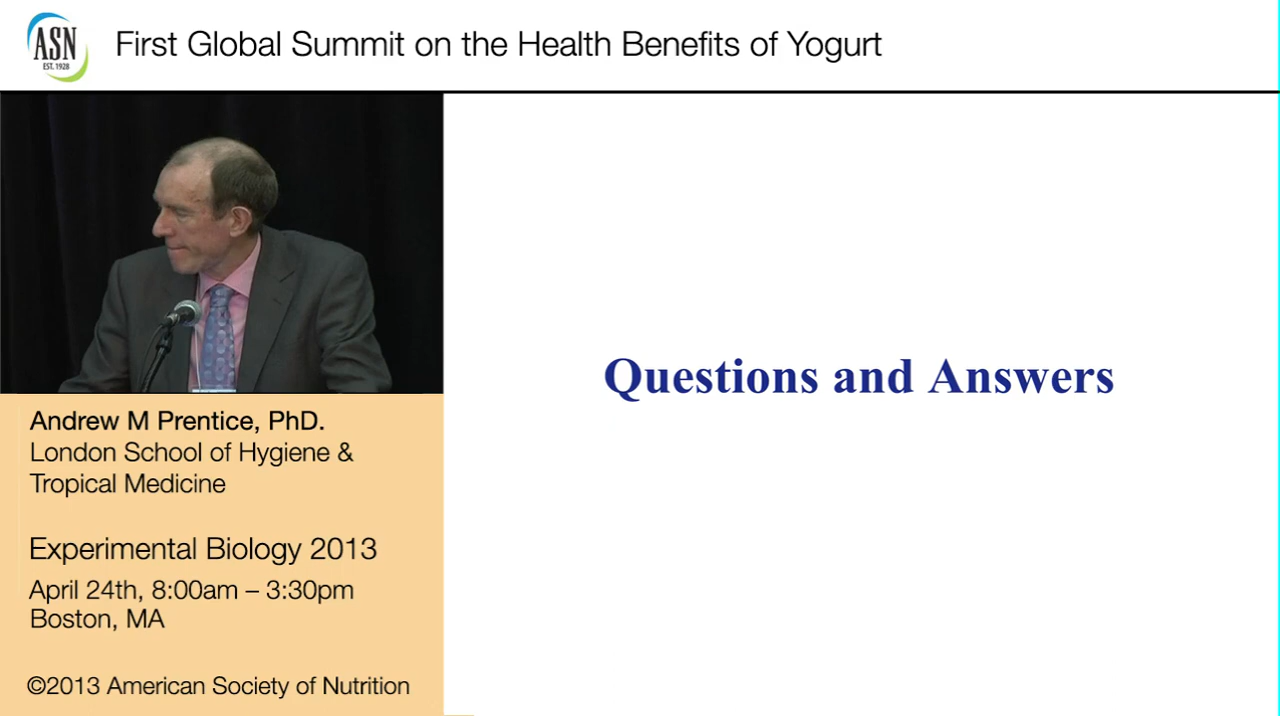 ASN
EST. 1928
First Global Summit on the Health Benefits of Yogurt
Questions and Answers
Andrew M Prentice, PhD.
London School of Hygiene &
Tropical Medicine
Experimental Biology 2013
April 24th, 8:00am – 3:30pm
Boston, MA
©2013 American Society of Nutrition